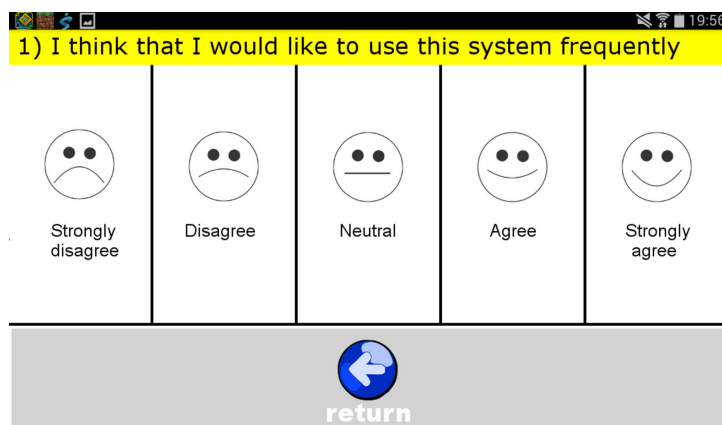 19:56
1) I think that I would like to use this system frequently
Strongly
disagree
Disagree
Neutral
Agree
Strongly
agree
return